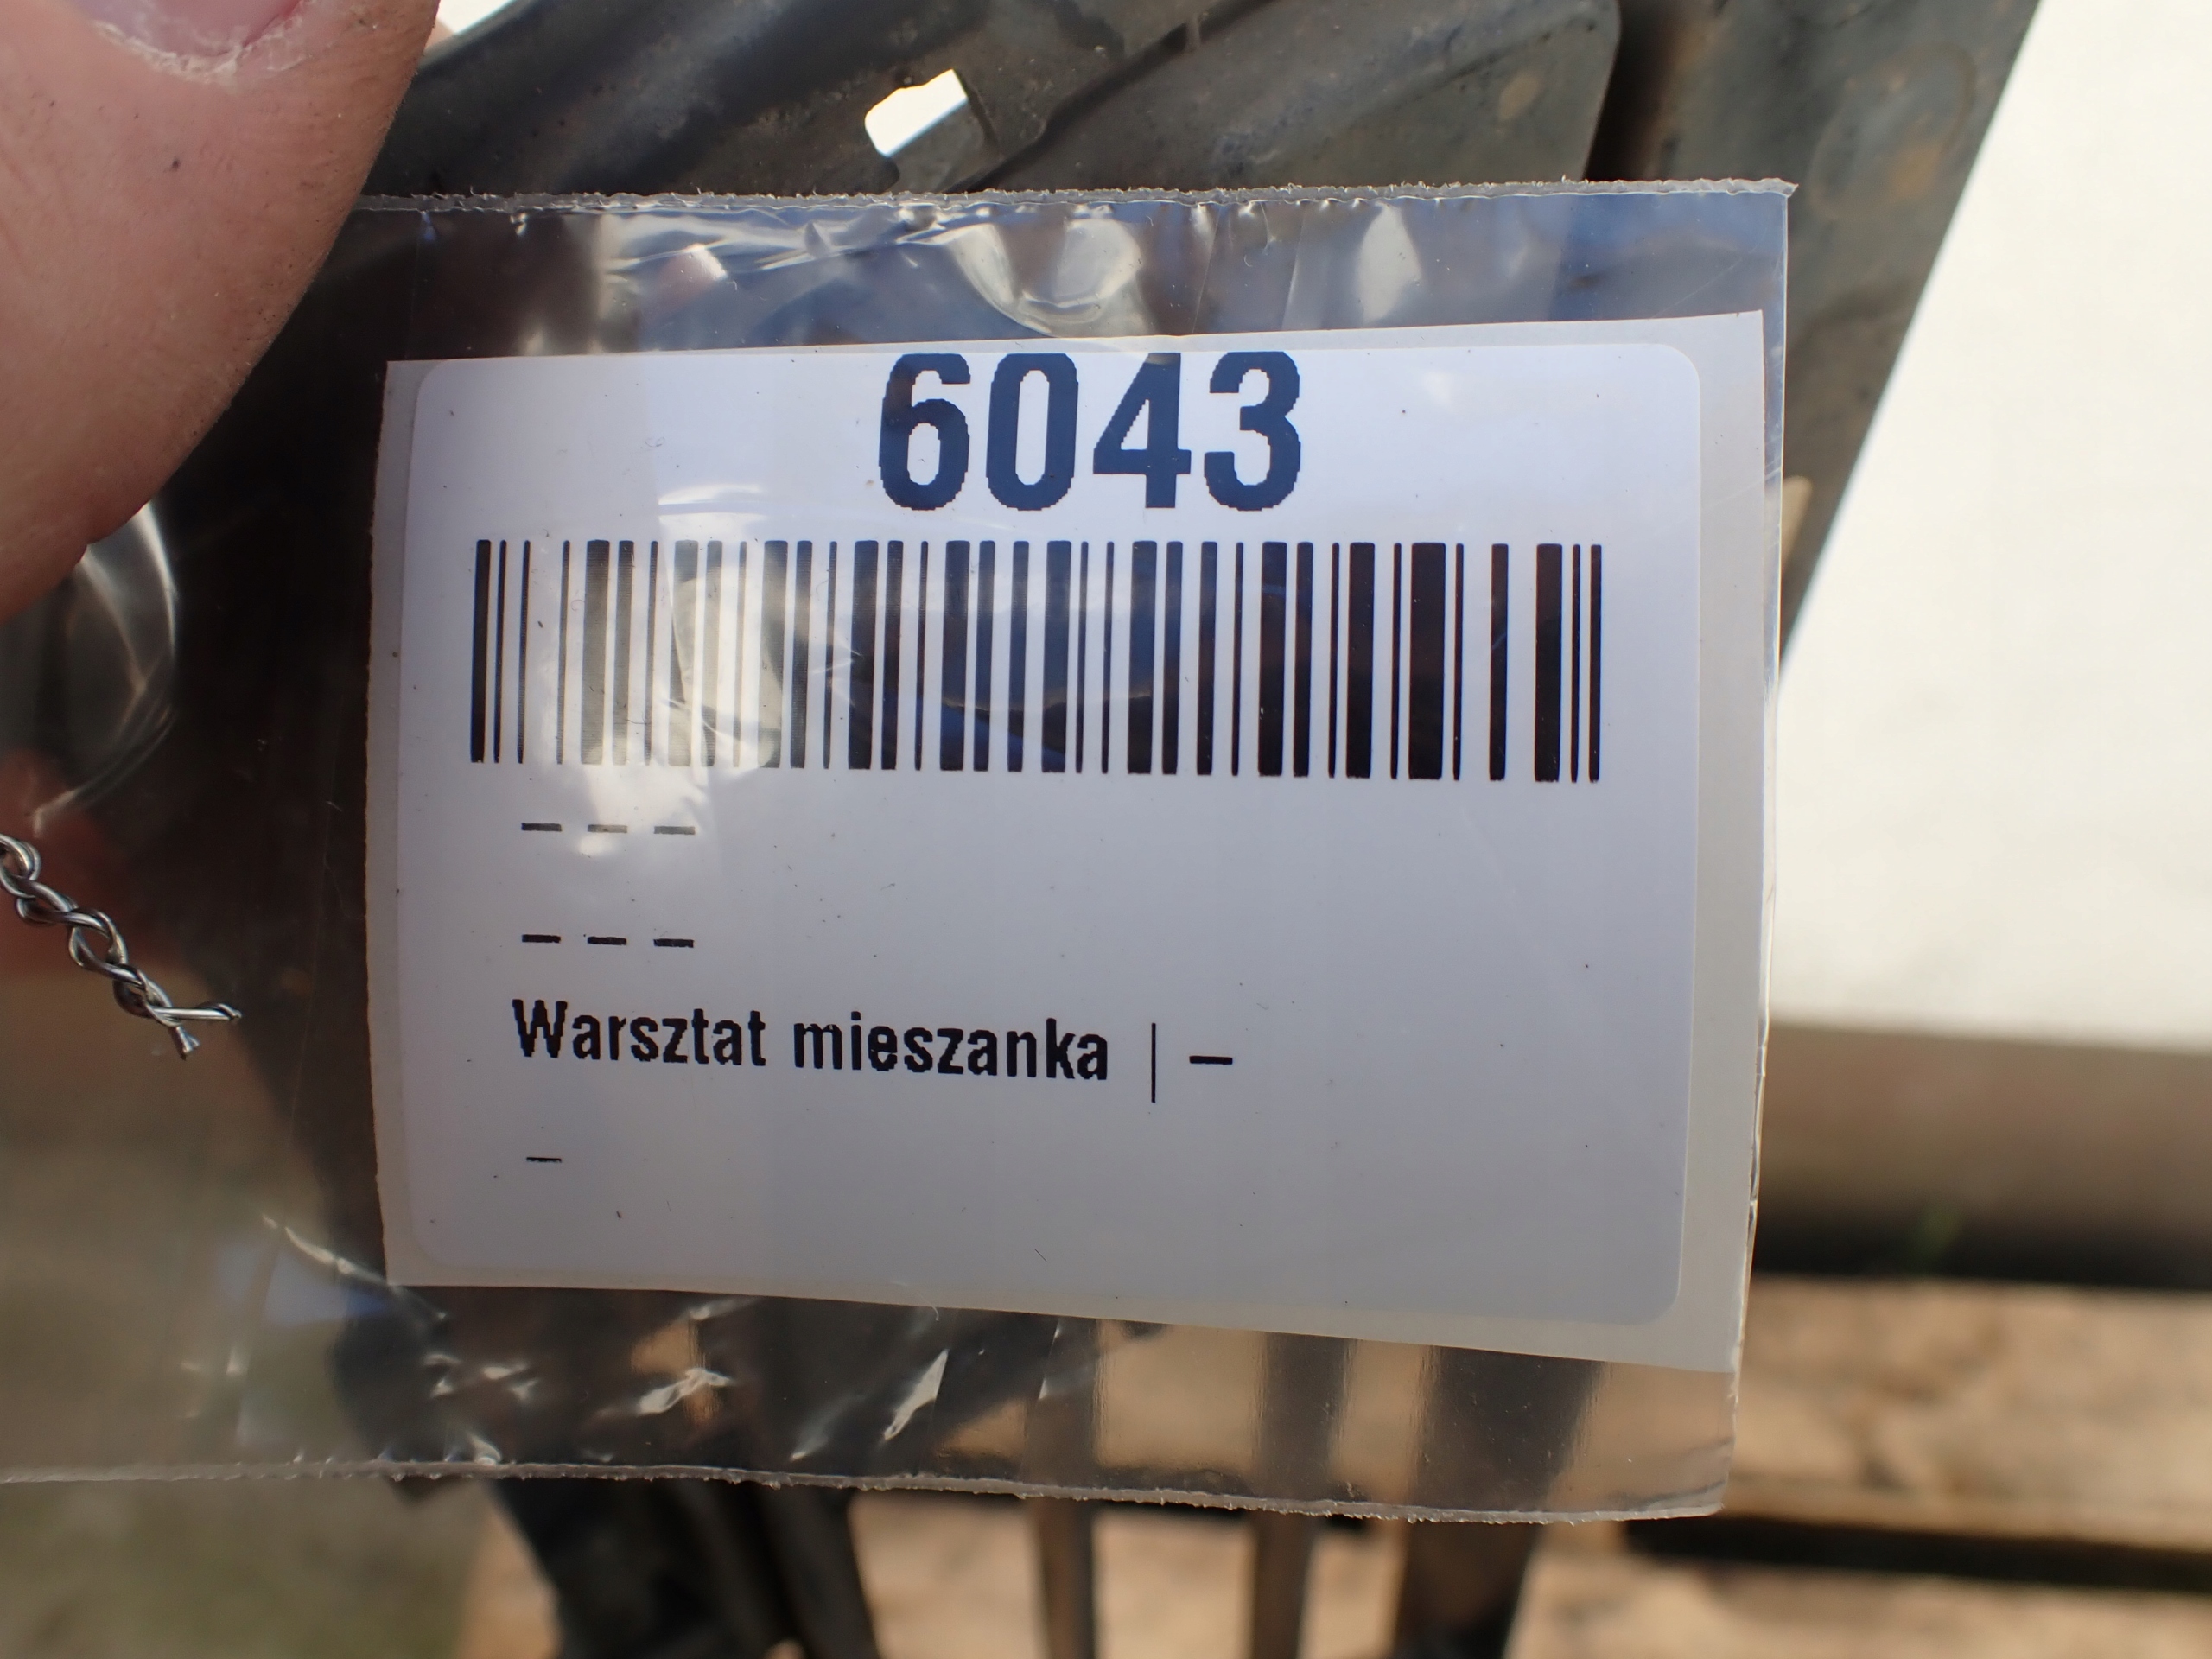 6043
– – –
– – –
Warsztat mieszanka | –
–